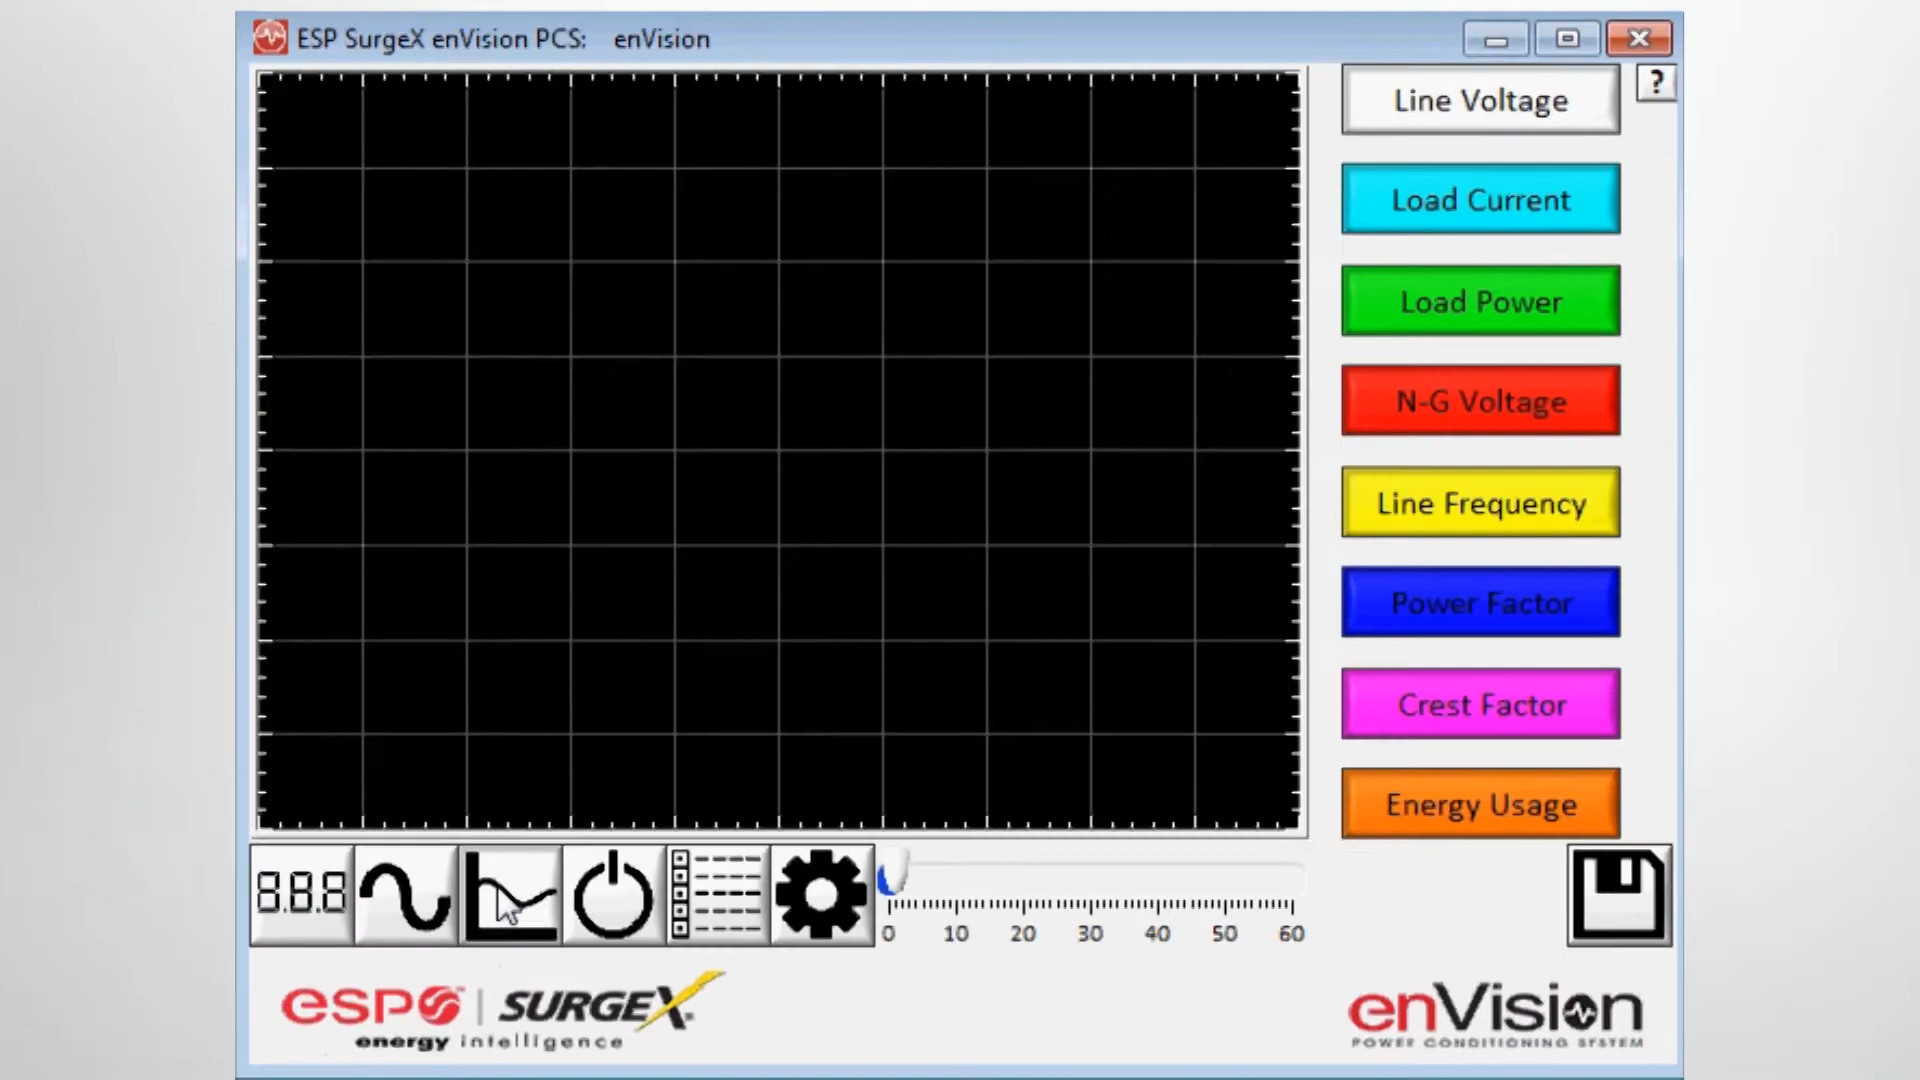 ESP SurgeX enVision PCS: enVision
?
Line Voltage
Load Current
Load Power
N-G Voltage
Line Frequency
Power Factor
Crest Factor
Energy Usage
8.8.8
0 10 20 30 40 50 60
esp | SURGEX
energy intelligence
enVision
POWER CONDITIONING SYSTEM